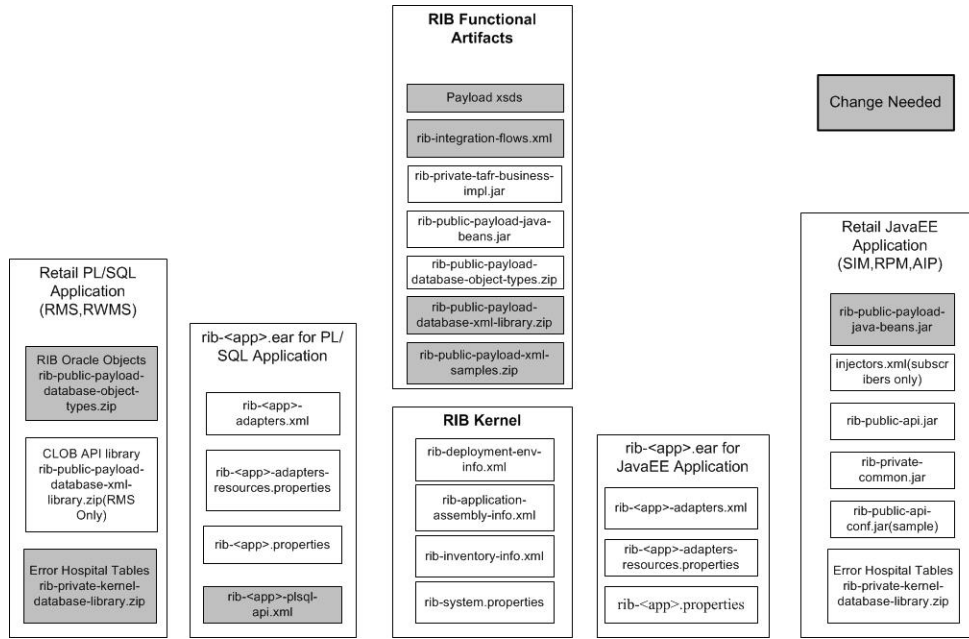 RIB Functional
Artifacts
Payload xsds
rib-integration-flows.xml
rib-private-tafr-business-
impl.jar
rib-public-payload-java-
beans.jar
rib-public-payload-
database-object-types.zip
rib-public-payload-
database-xml-library.zip
rib-public-payload-xml-
samples.zip
Change Needed
Retail PL/SQL
Application
(RMS,RWMS)
RIB Oracle Objects
rib-public-payload-
database-object-
types.zip
CLOB API library
rib-public-payload-
database-xml-
library.zip(RMS
Only)
Error Hospital Tables
rib-private-kernel-
database-library.zip
rib-<app>.ear for PL/
SQL Application
rib-<app>-
adapters.xml
rib-<app>-adapters-
resources.properties
rib-<app>.properties
rib-<app>-plsql-
api.xml
RIB Kernel
rib-deployment-env-
info.xml
rib-application-
assembly-info.xml
rib-inventory-info.xml
rib-system.properties
rib-<app>.ear for
JavaEE Application
rib-<app>-adapters.xml
rib-<app>-adapters-
resources.properties
rib-<app>.properties
Retail JavaEE
Application
(SIM,RPM,AIP)
rib-public-payload-
java-beans.jar
injectors.xml(subscr
ibers only)
rib-public-api.jar
rib-private-
common.jar
rib-public-api-
conf.jar(sample)
Error Hospital Tables
rib-private-kernel-
database-library.zip